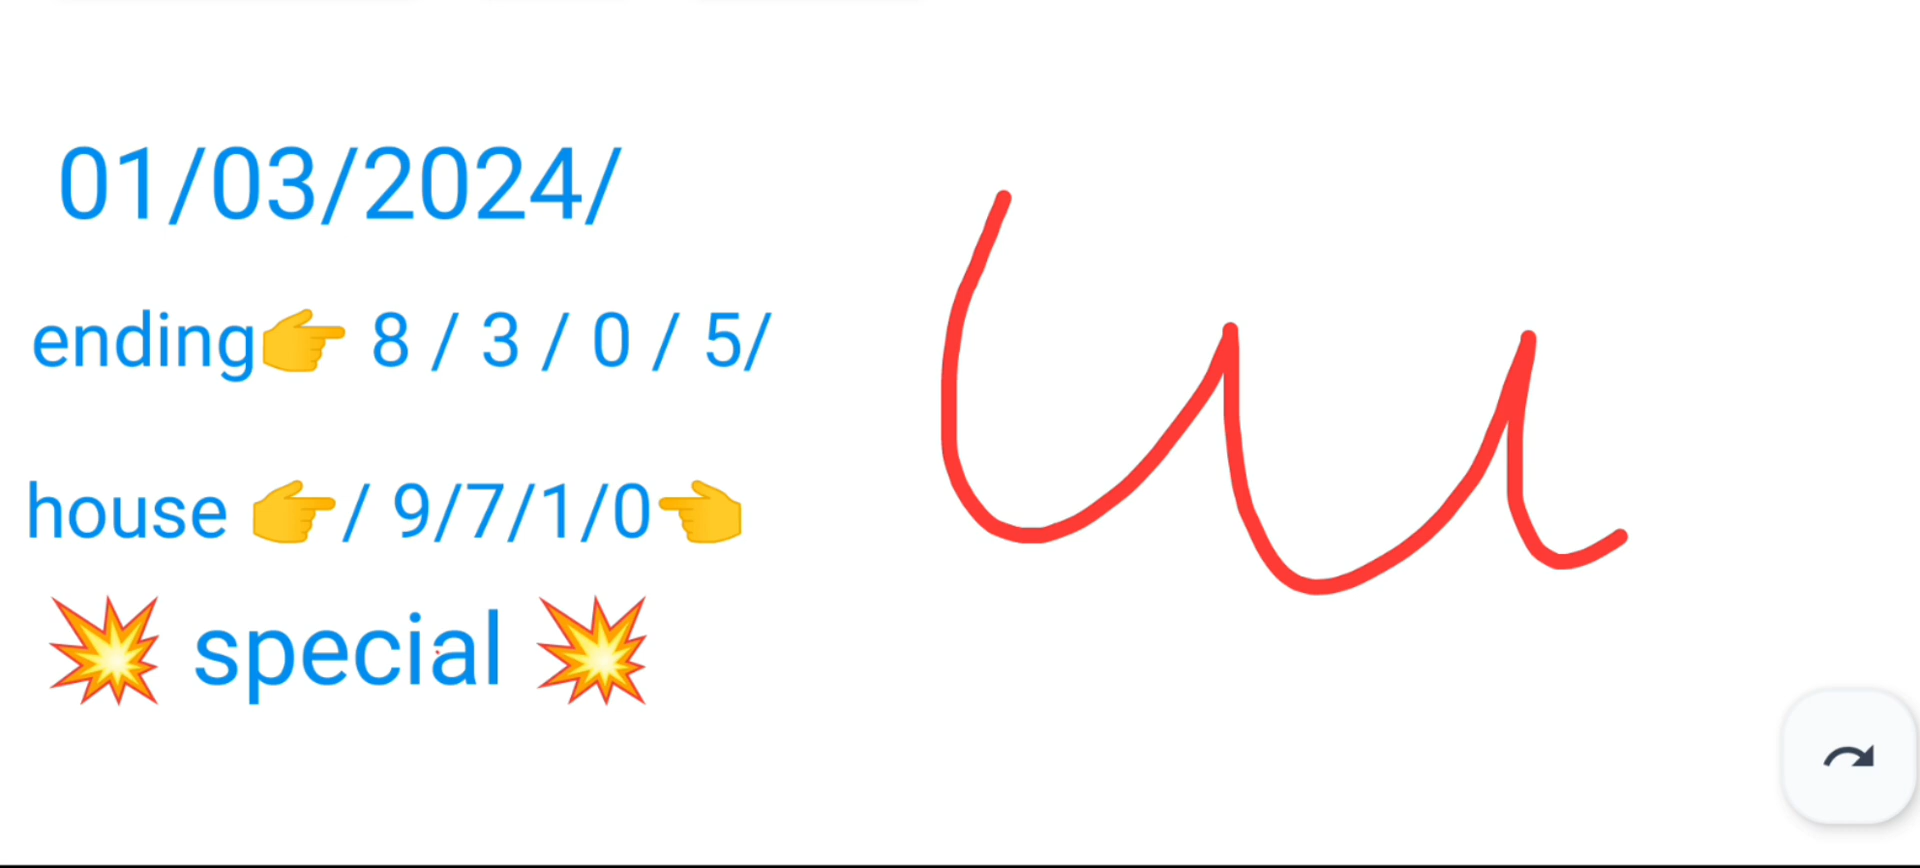 01/03/2024/
ending👉 8 / 3 / 0 / 5/
house 👉/ 9/7/1/0👈
💥 special 💥